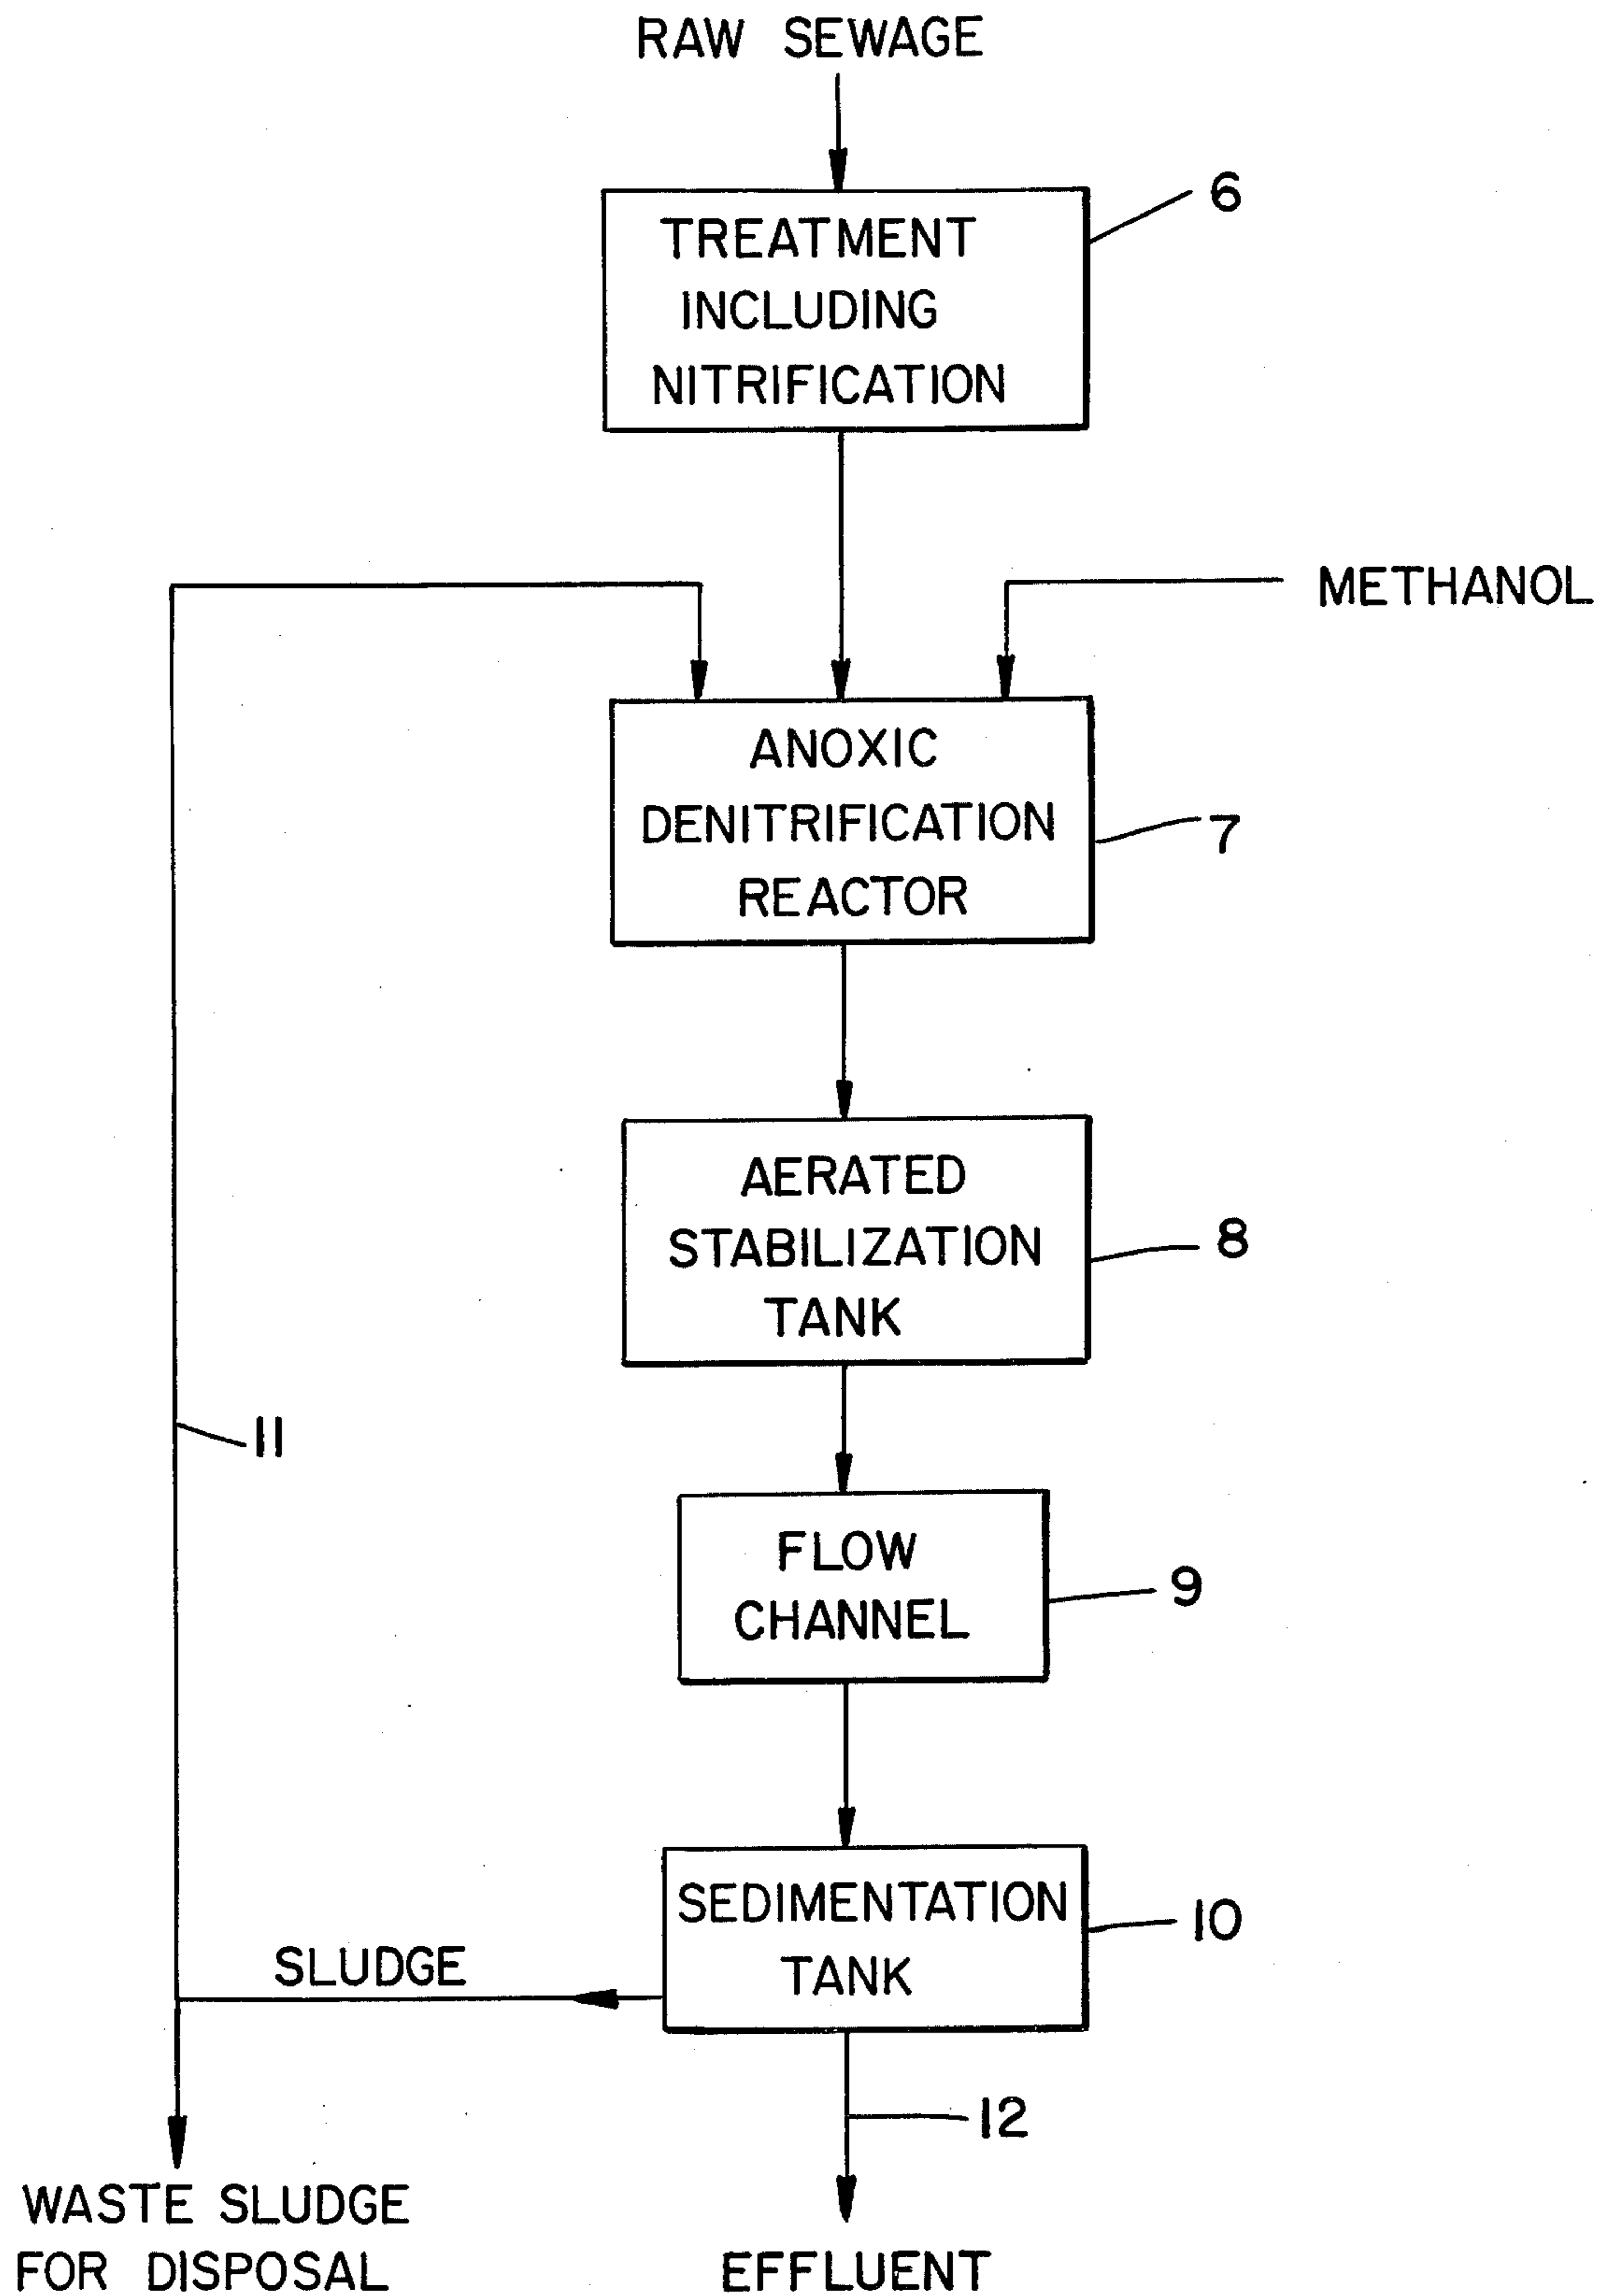 RAW SEWAGE
6
TREATMENT
INCLUDING
NITRIFICATION
METHANOL
ANOXIC
DENITRIFICATION
REACTOR
7
AERATED
STABILIZATION
TANK
8
11
FLOW
CHANNEL
9
SEDIMENTATION
TANK
10
SLUDGE
12
WASTE SLUDGE
FOR DISPOSAL
EFFLUENT